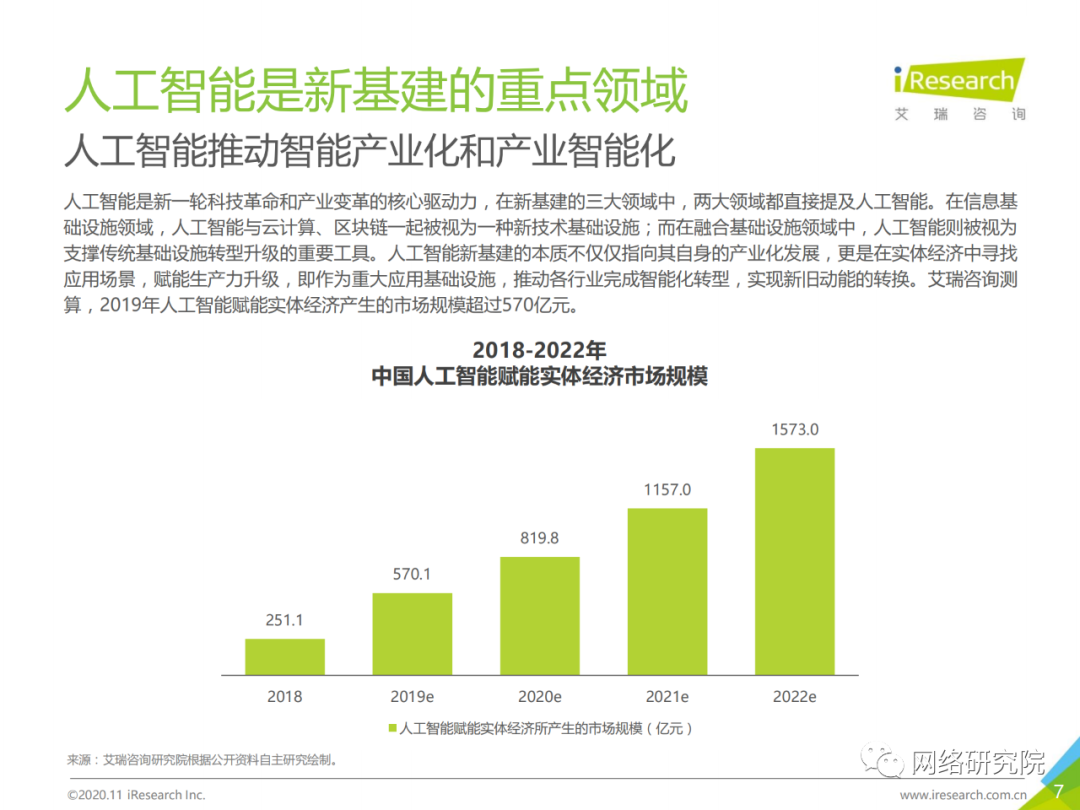 人工智能是新基建的重点领域
iResearch
艾 瑞 咨 询
人工智能推动智能产业化和产业智能化
人工智能是新一轮科技革命和产业变革的核心驱动力，在新基建的三大领域中，两大领域都直接提及人工智能。在信息基
础设施领域，人工智能与云计算、区块链一起被视为一种新技术基础设施；而在融合基础设施领域中，人工智能则被视为
支撑传统基础设施转型升级的重要工具。人工智能新基建的本质不仅仅指向其自身的产业化发展，更是在实体经济中寻找
应用场景，赋能生产力升级，即作为重大应用基础设施，推动各行业完成智能化转型，实现新旧动能的转换。艾瑞咨询测
算，2019年人工智能赋能实体经济产生的市场规模超过570亿元。
2018-2022年
中国人工智能赋能实体经济市场规模
1573.0
1157.0
819.8
570.1
251.1
2018 2019e 2020e 2021e 2022e
人工智能赋能实体经济所产生的市场规模（亿元）
来源：艾瑞咨询研究院根据公开资料自主研究绘制。
网络研究院
©2020.11 iResearch Inc.
www.iresearch.com.cn
7